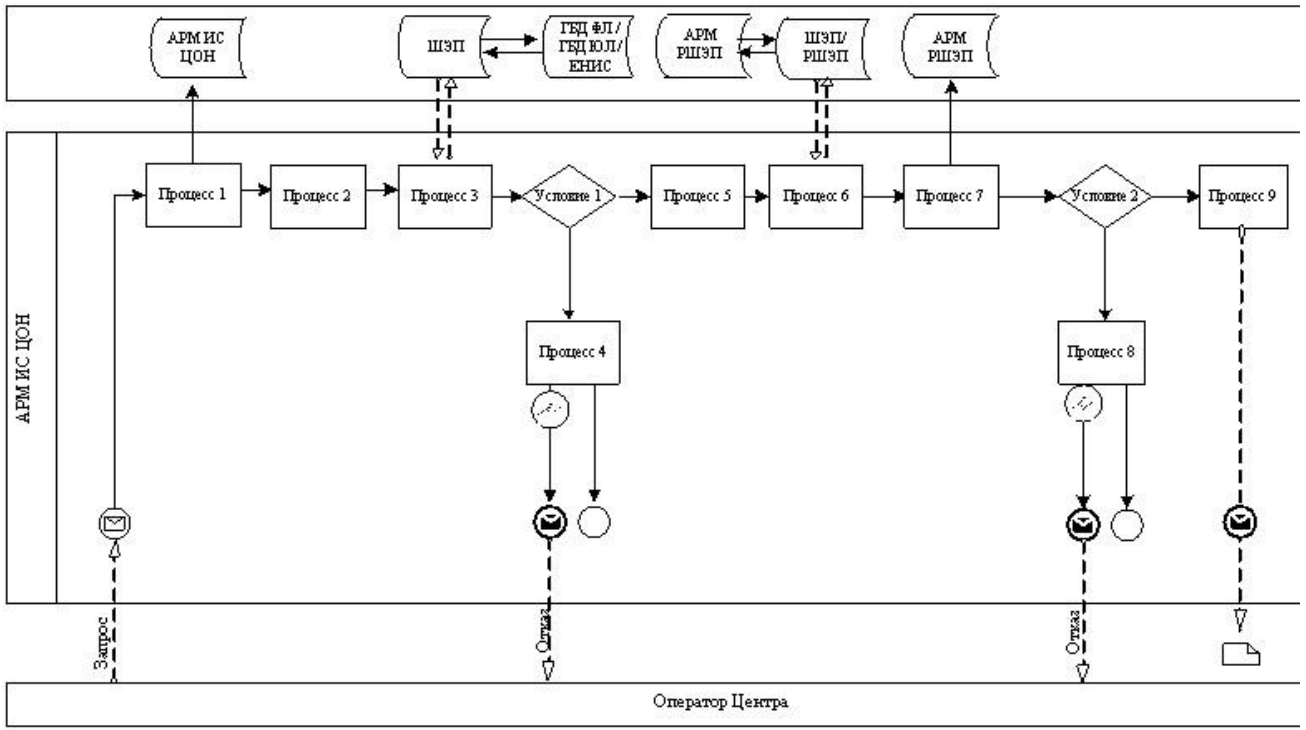 АРМ ИС
ЦОН
ШЭП
ГБД ФЛ /
ГБД ЮЛ /
ЕНИС
АРМ
РШЭП
ШЭП/
РШЭП
АРМ
РШЭП
Процесс 1
Процесс 2
Процесс 3
Условие 1
Процесс 5
Процесс 6
Процесс 7
Условие 2
Процесс 9
Процесс 4
Процесс 8
АРМ ИС ЦОН
Запрос
Отказ
Отказ
Оператор Центра